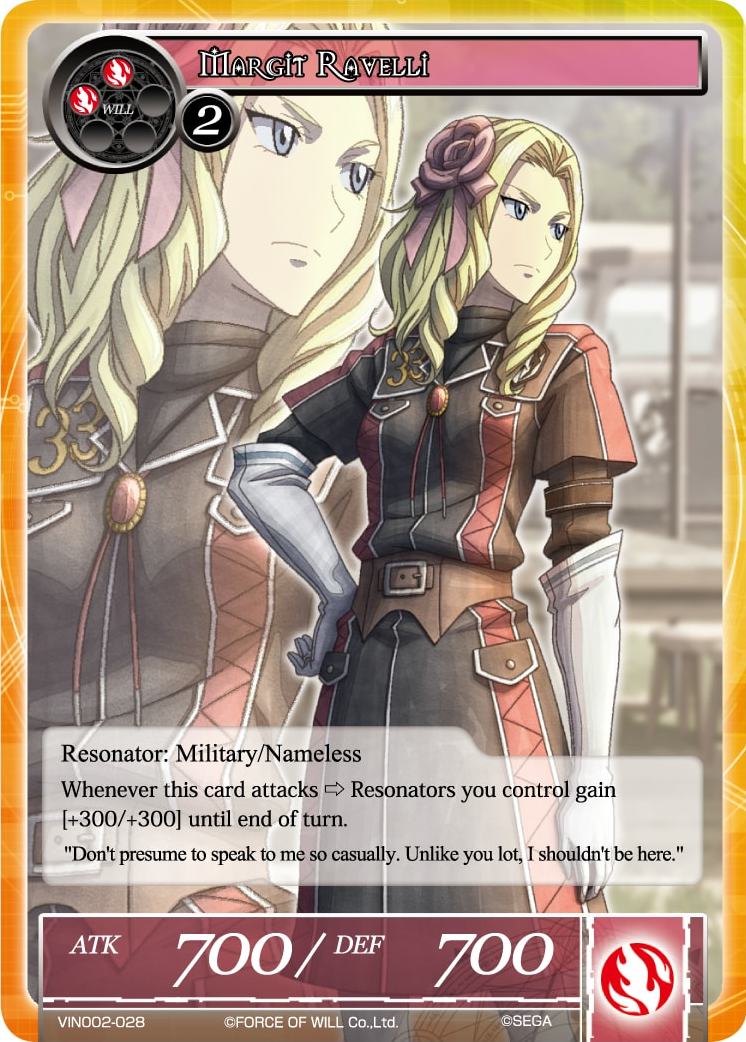 Margit Ravelli
WILL
2
33
33
Resonator: Military/Nameless
Whenever this card attacks ⇨ Resonators you control gain
[+300/+300] until end of turn.
"Don't presume to speak to me so casually. Unlike you lot, I shouldn't be here."
ATK 700 / DEF 700
VIN002-028 ©FORCE OF WILL Co.,Ltd. ©SEGA